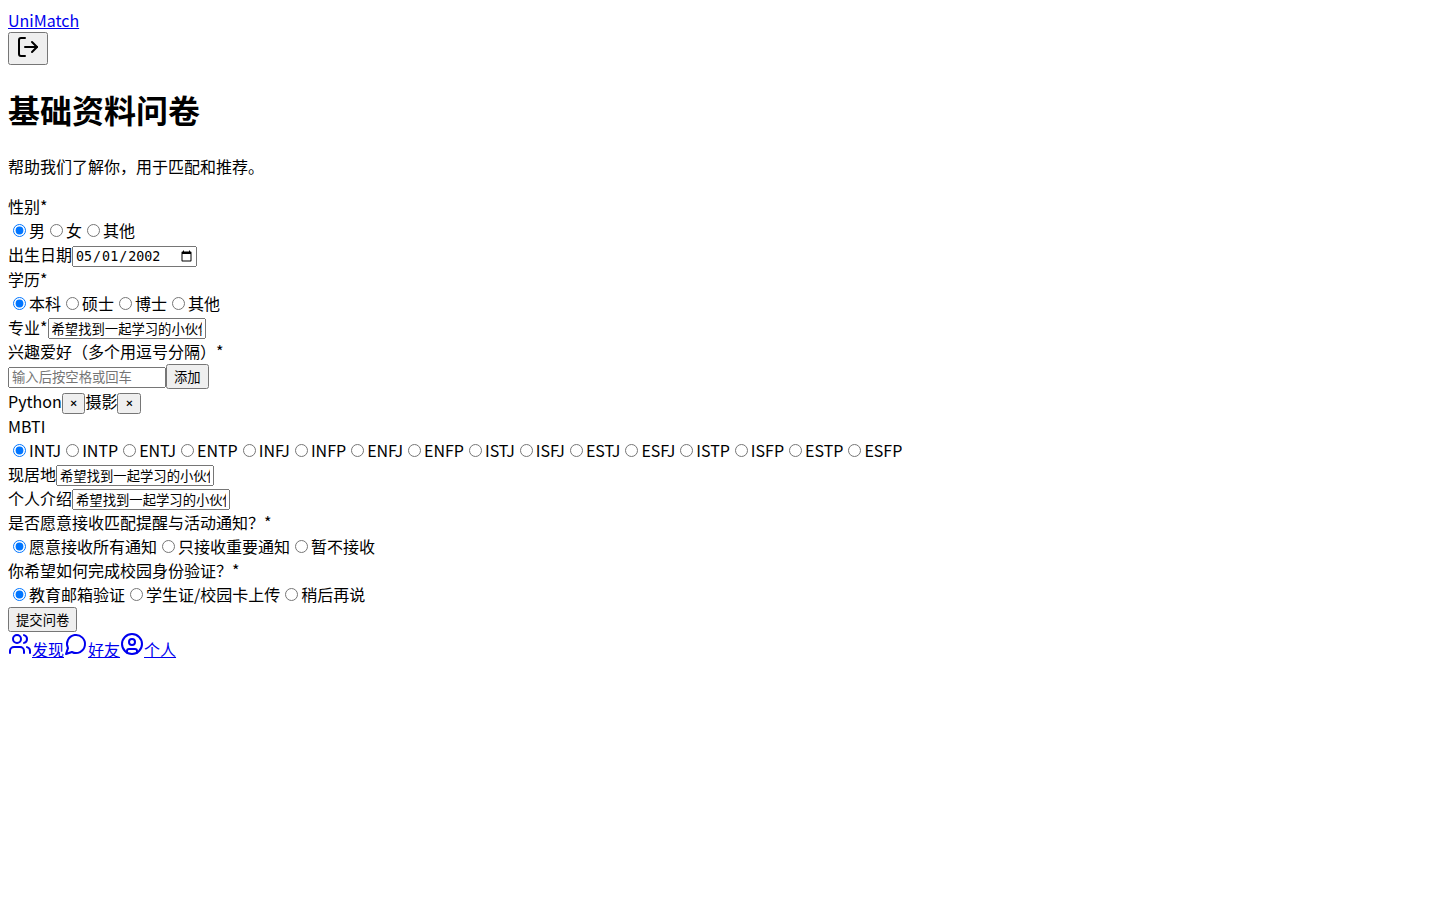 UniMatch
基础资料问卷
帮助我们了解你，用于匹配和推荐。
性别*
男 女 其他
出生日期 05/01/2002
学历*
本科 硕士 博士 其他
专业* 希望找到一起学习的小伙
兴趣爱好（多个用逗号分隔）*
输入后按空格或回车 添加
Python × 摄影 ×
MBTI
INTJ INTP ENTJ ENTP INFJ INFP ENFJ ENFP ISTJ ISFJ ESTJ ESFJ ISTP ISFP ESTP ESFP
现居地 希望找到一起学习的小伙
个人介绍 希望找到一起学习的小伙
是否愿意接收匹配提醒与活动通知？*
愿意接收所有通知 只接收重要通知 暂不接收
你希望如何完成校园身份验证？*
教育邮箱验证 学生证/校园卡上传 稍后再说
提交问卷
发现 好友 个人